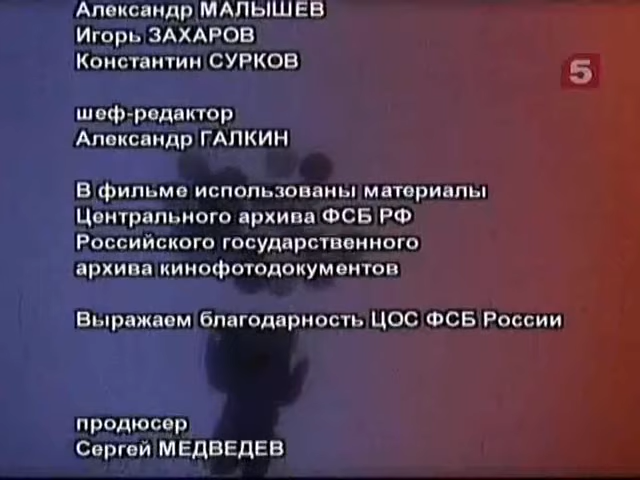 Александр МАЛЫШЕВ
Игорь ЗАХАРОВ
Константин СУРКОВ
5
шеф-редактор
Александр ГАЛКИН
В фильме использованы материалы
Центрального архива ФСБ РФ
Российского государственного
архива кинофотодокументов
Выражаем благодарность ЦОС ФСБ России
продюсер
Сергей МЕДВЕДЕВ